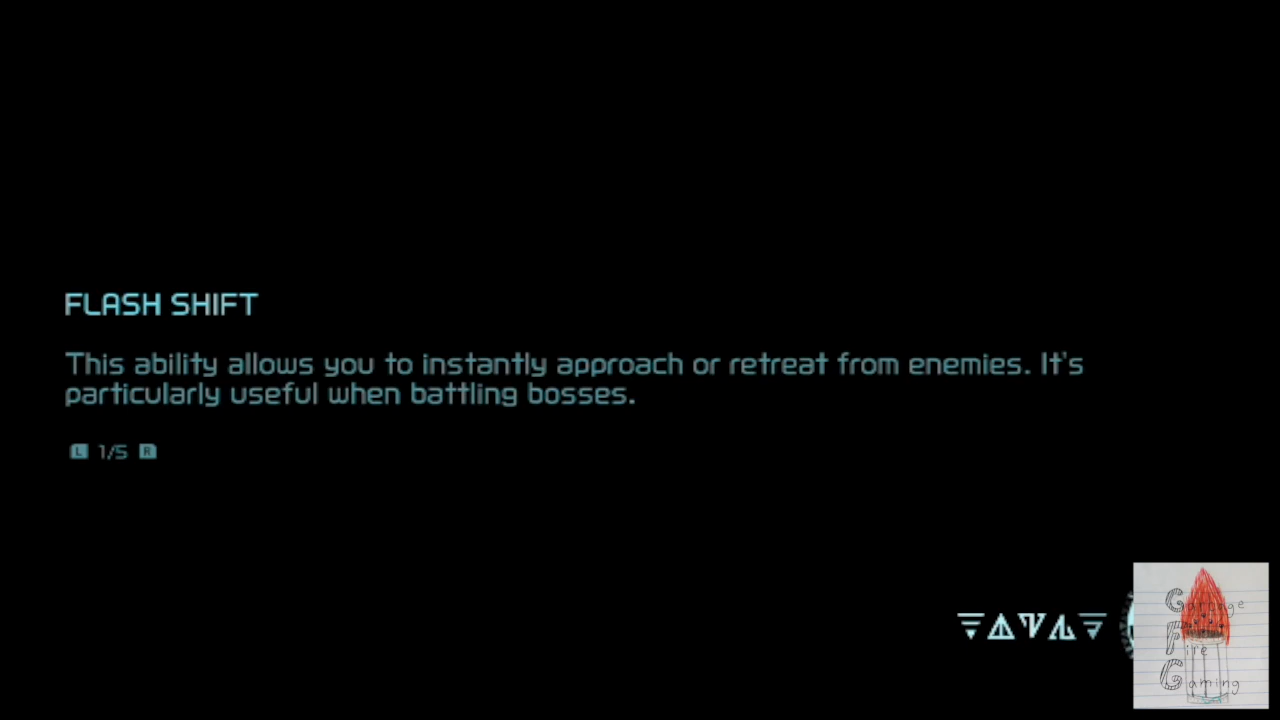 FLASH SHIFT
This ability allows you to instantly approach or retreat from enemies. It's
particularly useful when battling bosses.
L 1/5 R
Garbage
Fire
Gaming